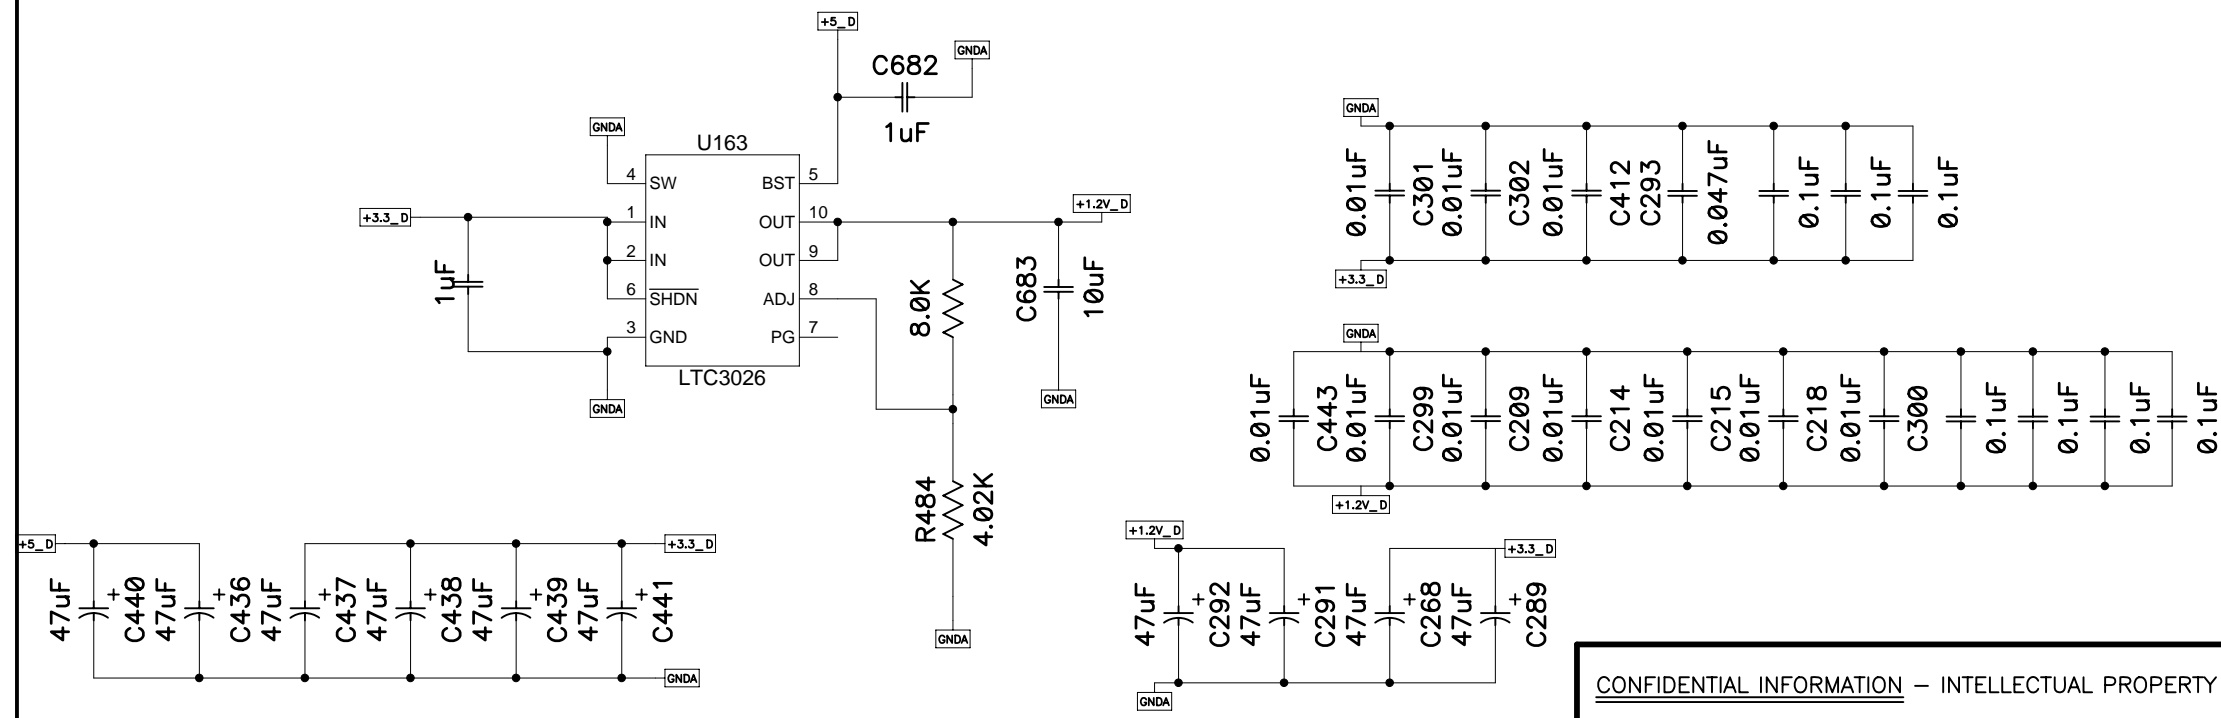 +5_D
GNDA
C682
1uF
GNDA
U163
4 SW
BST 5
+3.3_D
1 IN
OUT 10
+1.2V_D
2 IN
OUT 9
1uF
6 SHDN
ADJ 8
3 GND
PG 7
LTC3026
GNDA
8.0K
C683
10uF
GNDA
R484
4.02K
GNDA
GNDA
0.01uF
C301
0.01uF
C302
0.01uF
C412
C293
0.047uF
0.1uF
0.1uF
0.1uF
+3.3_D
GNDA
0.01uF
C443
0.01uF
C299
0.01uF
C209
0.01uF
C214
0.01uF
C215
0.01uF
C218
0.01uF
C300
0.1uF
0.1uF
0.1uF
0.1uF
+1.2V_D
+5_D
+3.3_D
47uF
+
C440
47uF
+
C436
47uF
+
C437
47uF
+
C438
47uF
+
C439
47uF
+
C441
GNDA
+1.2V_D
+3.3_D
47uF
+
C292
47uF
+
C291
47uF
+
C268
47uF
+
C289
GNDA
CONFIDENTIAL INFORMATION – INTELLECTUAL PROPERTY